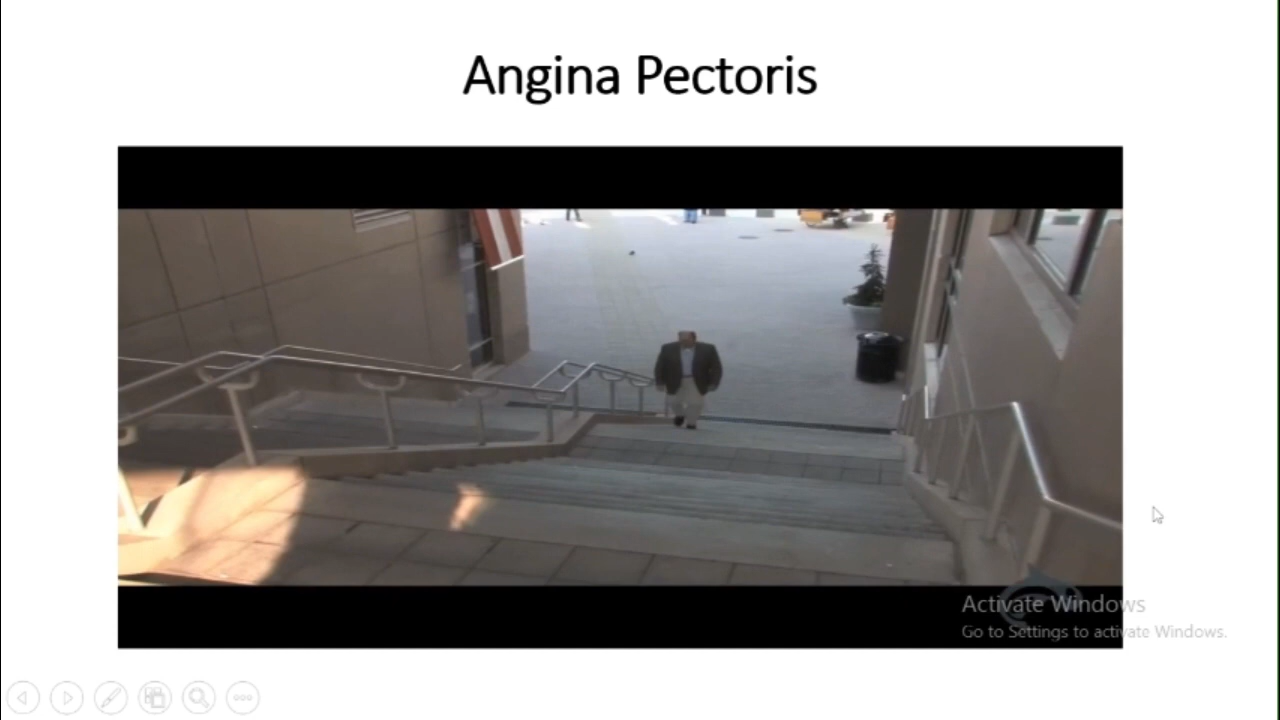 Angina Pectoris
Activate Windows
Go to Settings to activate Windows.